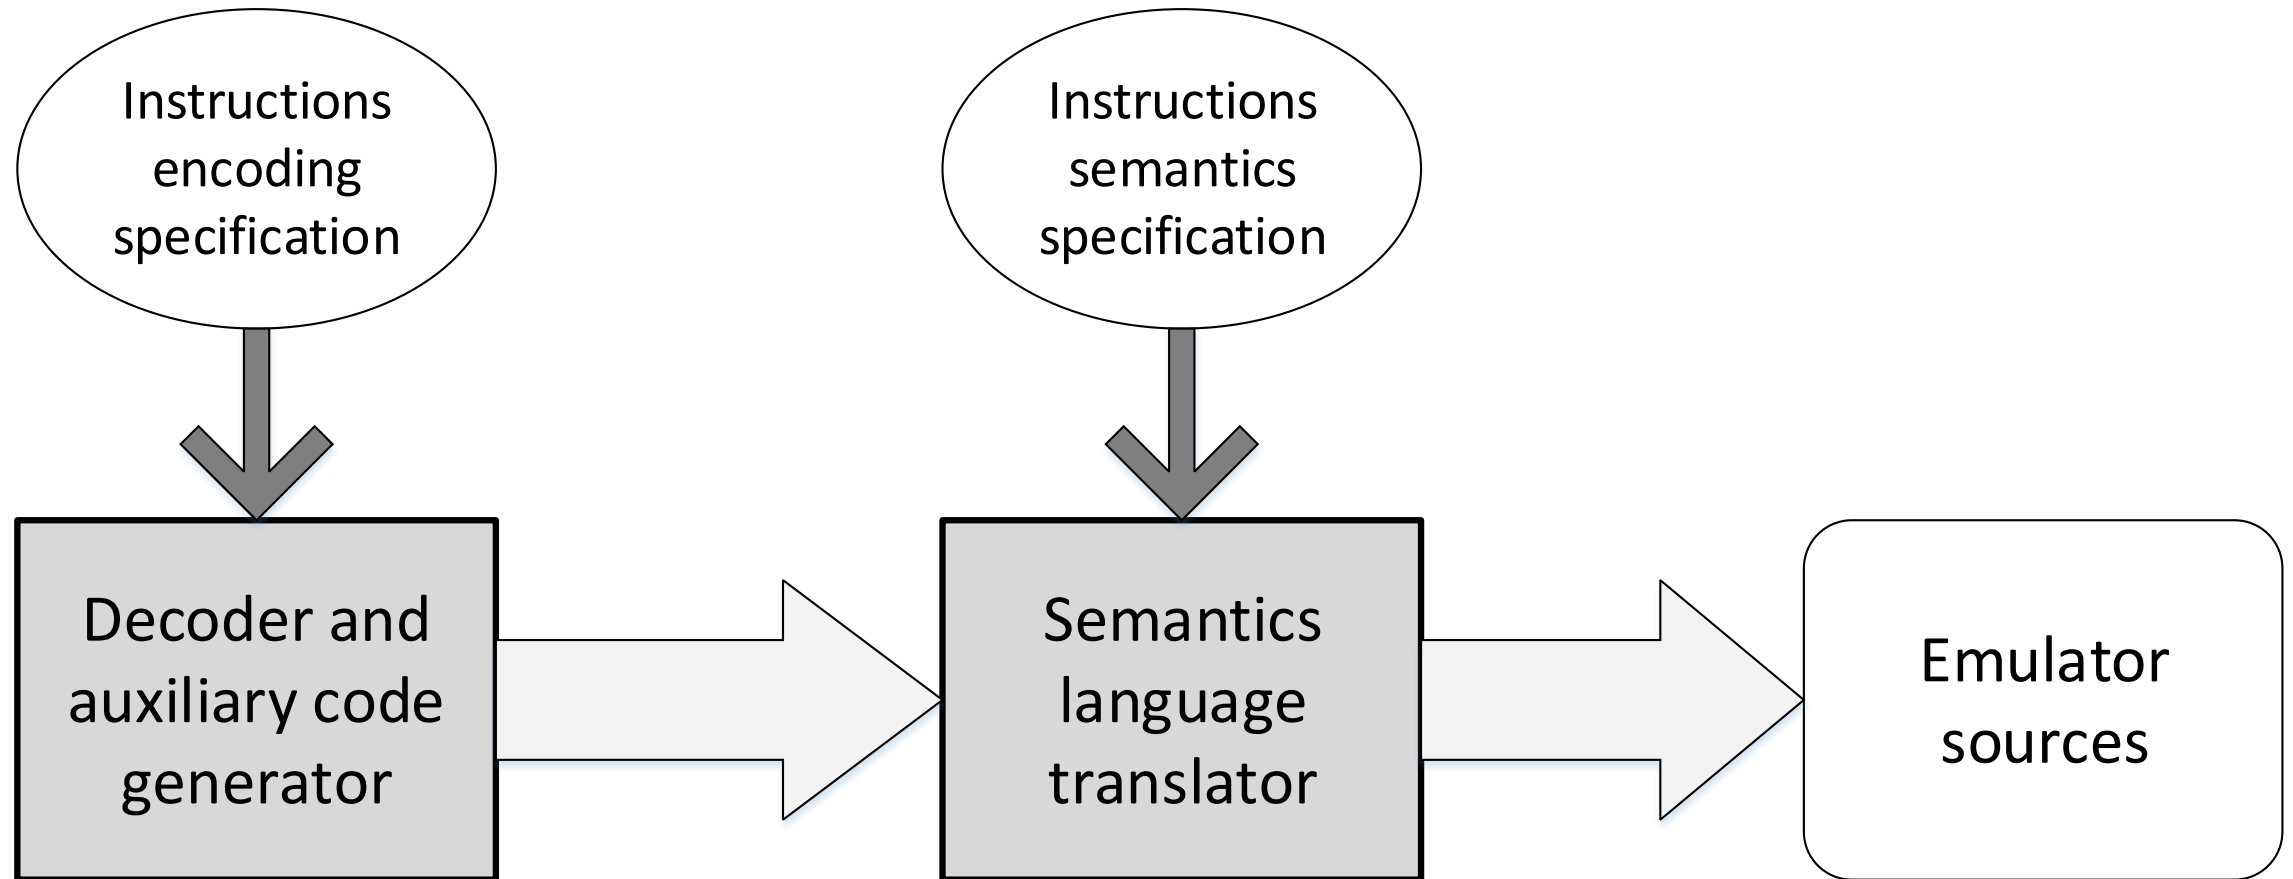 Instructions
encoding
specification
Instructions
semantics
specification
Decoder and
auxiliary code
generator
Semantics
language
translator
Emulator
sources